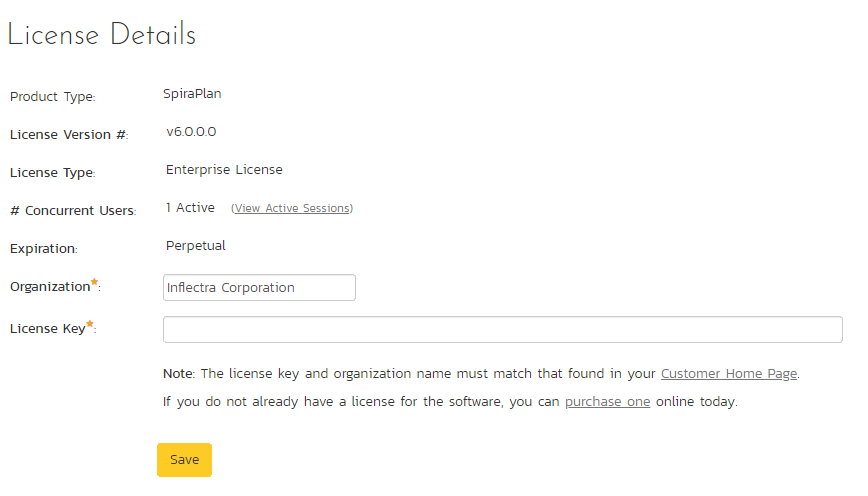 License Details
Product Type: SpiraPlan
License Version #: v6.0.0.0
License Type: Enterprise License
# Concurrent Users: 1 Active (View Active Sessions)
Expiration: Perpetual
Organization*: Inflectra Corporation
License Key*:
Note: The license key and organization name must match that found in your Customer Home Page.
If you do not already have a license for the software, you can purchase one online today.
Save